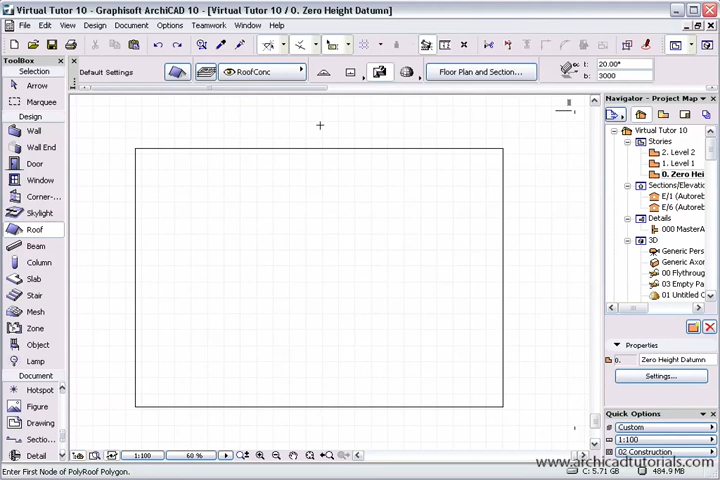 Virtual Tutor 10 - Graphisoft ArchiCAD 10 - [Virtual Tutor 10 / 0. Zero Height Datumn]
File Edit View Design Document Options Teamwork Window Help
ToolBox
Selection
Arrow
Marquee
Design
Wall
Wall End
Door
Window
Corner-...
Skylight
Roof
Beam
Column
Slab
Stair
Mesh
Zone
Object
Lamp
Document
Hotspot
Figure
Drawing
Sectio...
Detail
Default Settings
RoofConc
Floor Plan and Section...
t: 20.00°
b: 3000
Navigator - Project Map
Virtual Tutor 10
Stories
2. Level 2
1. Level 1
0. Zero Hei
Sections/Elevatio
E/1 (Autoreb
E/6 (Autoreb
Details
000 MasterA
3D
Generic Pers
Generic Axor
00 Flythroug
03 Empty Pa
01 Untitled C
Properties
0. Zero Height Datumn
Settings...
Quick Options
Custom
1:100
02 Construction
1:100
60 %
www.archicadtutorials.com
Enter First Node of PolyRoof Polygon.
C: 5.71 GB
484.9 MB